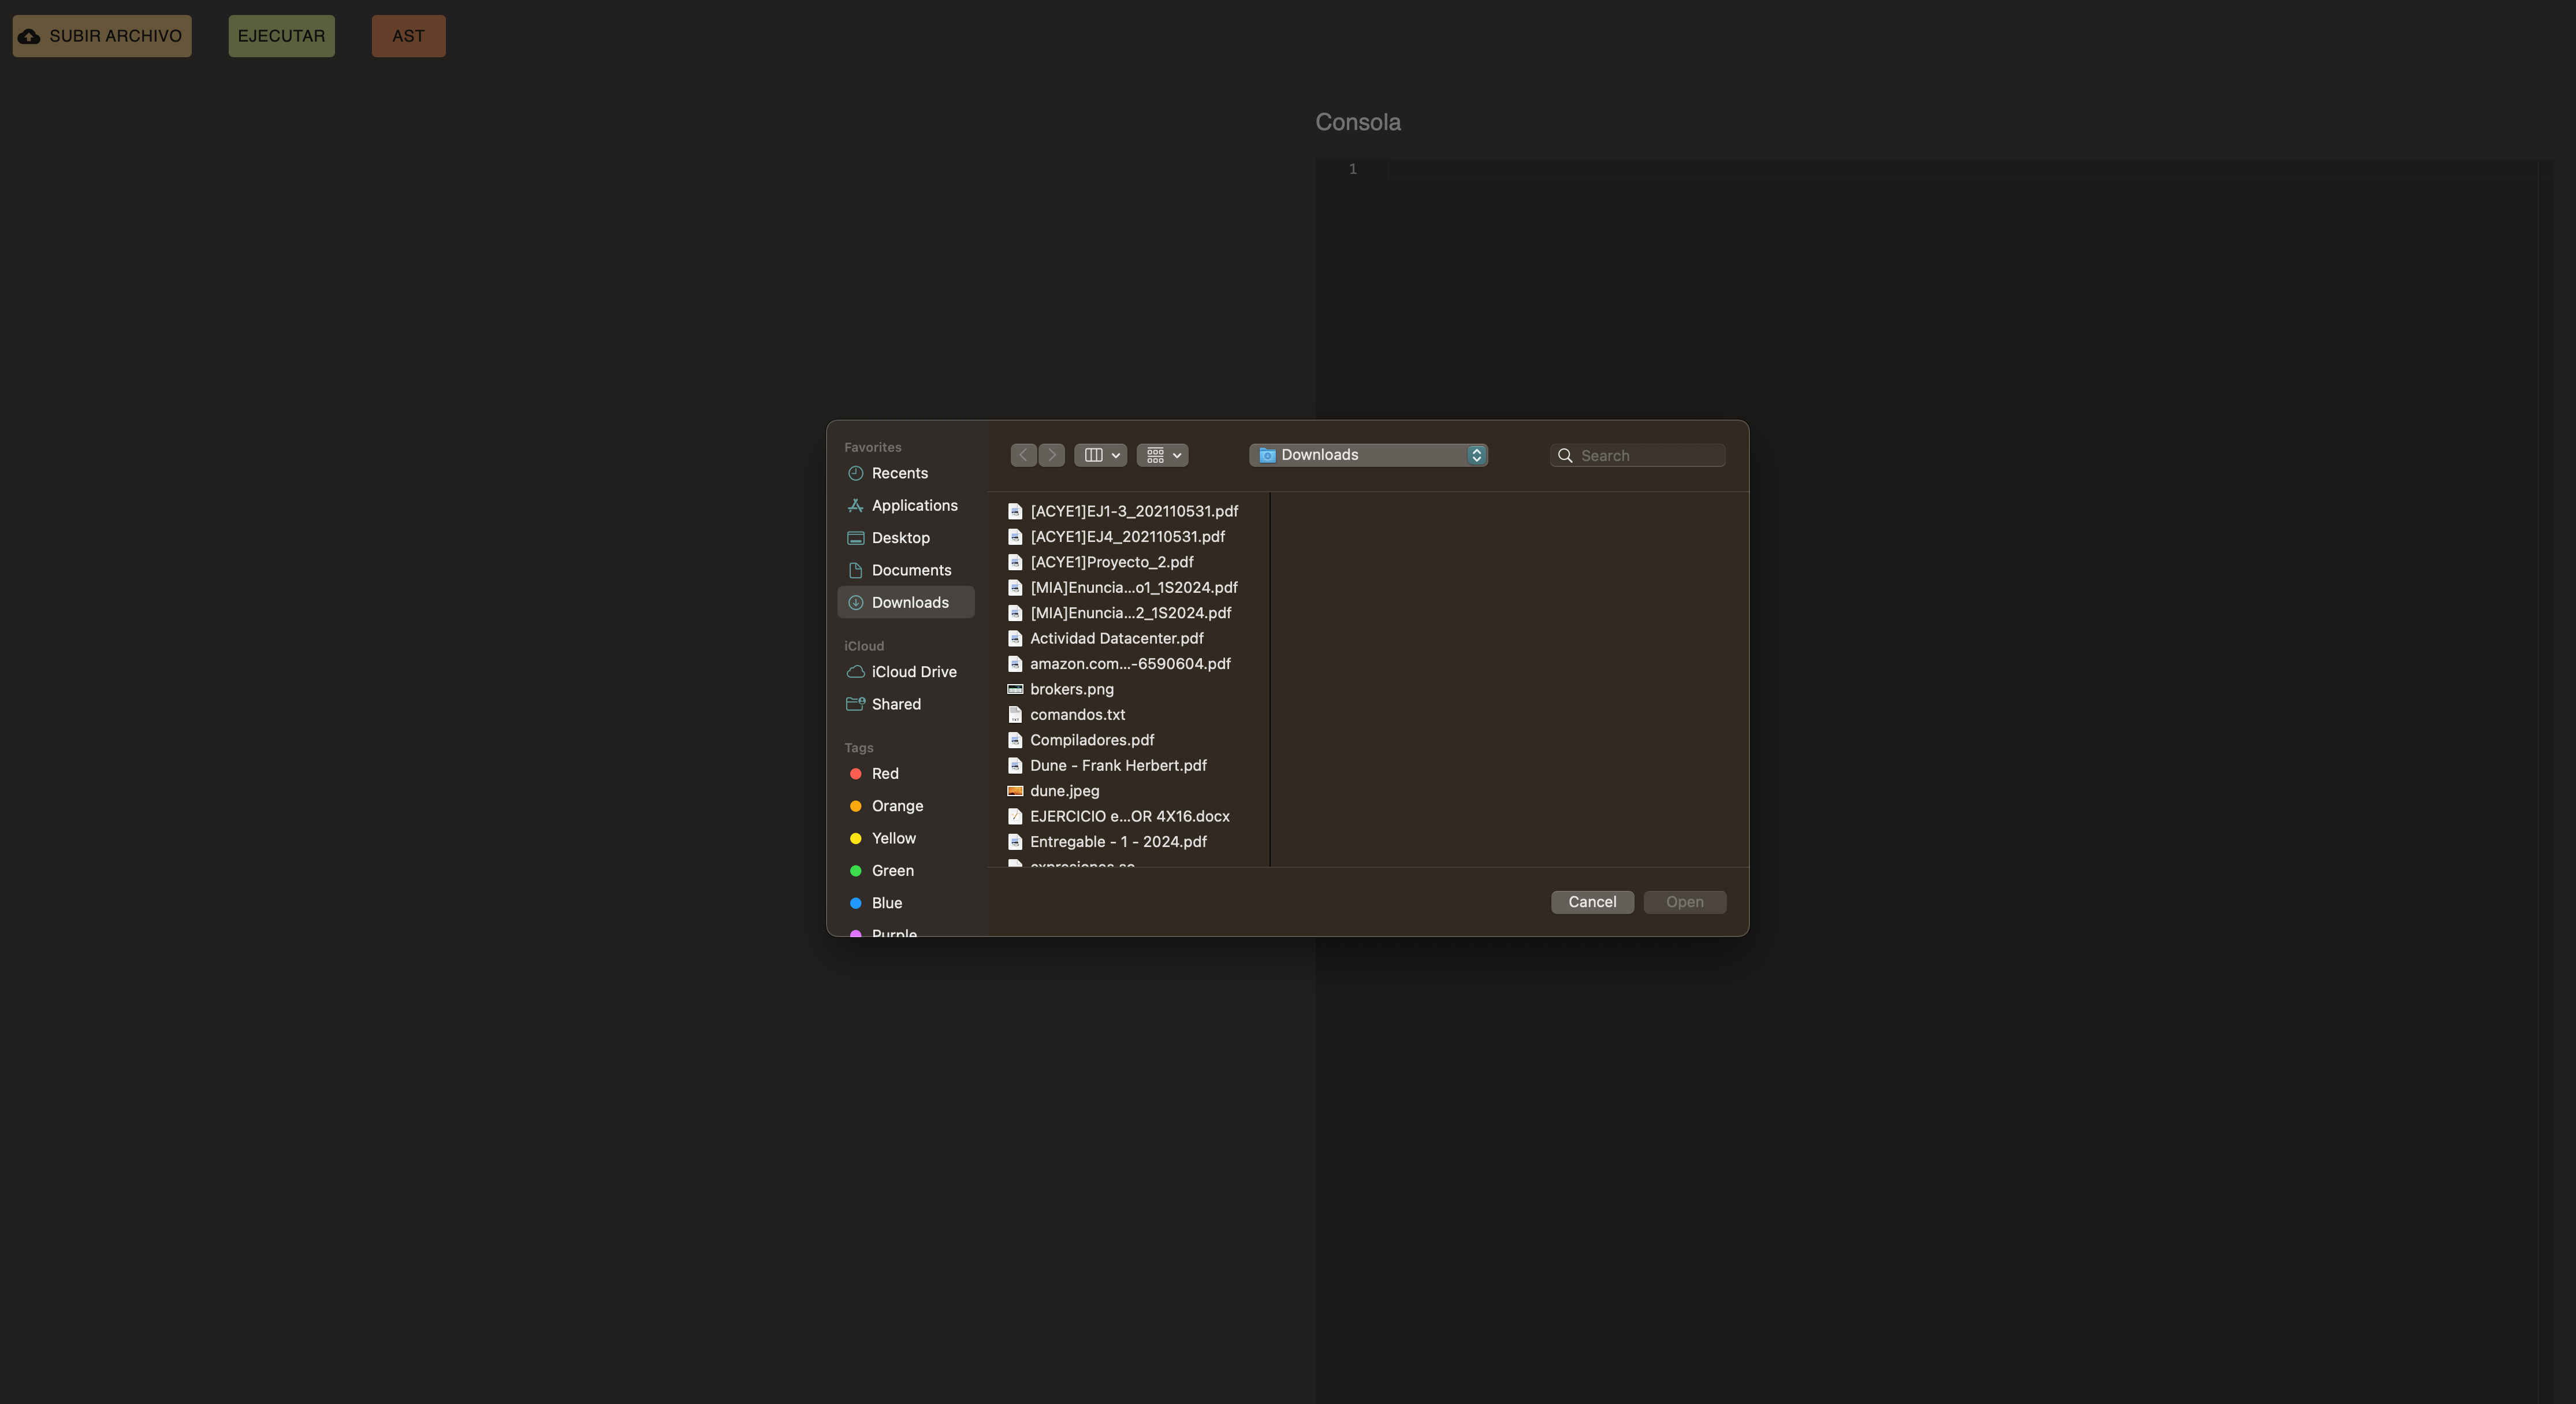 SUBIR ARCHIVO
EJECUTAR
AST
Consola
1
Favorites
Recents
Applications
Desktop
Documents
Downloads
iCloud
iCloud Drive
Shared
Tags
Red
Orange
Yellow
Green
Blue
Purple
Downloads
Search
[ACYE1]EJ1-3_202110531.pdf
[ACYE1]EJ4_202110531.pdf
[ACYE1]Proyecto_2.pdf
[MIA]Enuncia...o1_1S2024.pdf
[MIA]Enuncia...2_1S2024.pdf
Actividad Datacenter.pdf
amazon.com...-6590604.pdf
brokers.png
comandos.txt
Compiladores.pdf
Dune - Frank Herbert.pdf
dune.jpeg
EJERCICIO e...OR 4X16.docx
Entregable - 1 - 2024.pdf
Cancel
Open